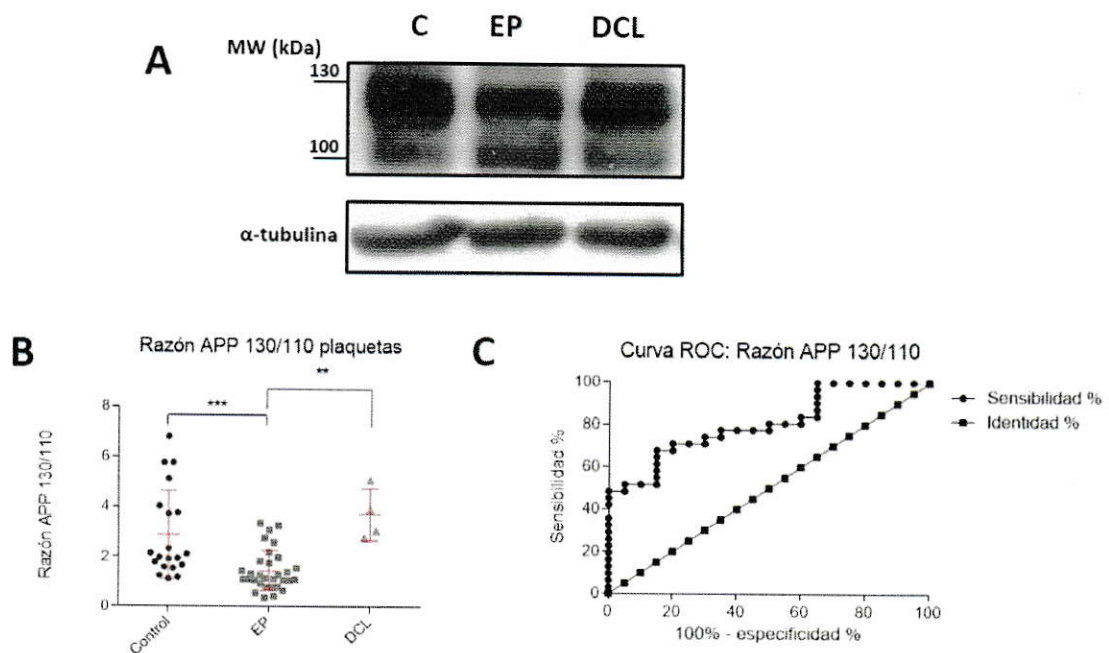 C EP DCL
A
MW (kDa)
130
100
α-tubulina
B
Razón APP 130/110 plaquetas
**
***
8
6
4
2
0
Razón APP 130/110
Control EP DCL
C
Curva ROC: Razón APP 130/110
100
80
60
40
20
0
Sensibilidad %
0 20 40 60 80 100
100% - especificidad %
Sensibilidad %
Identidad %